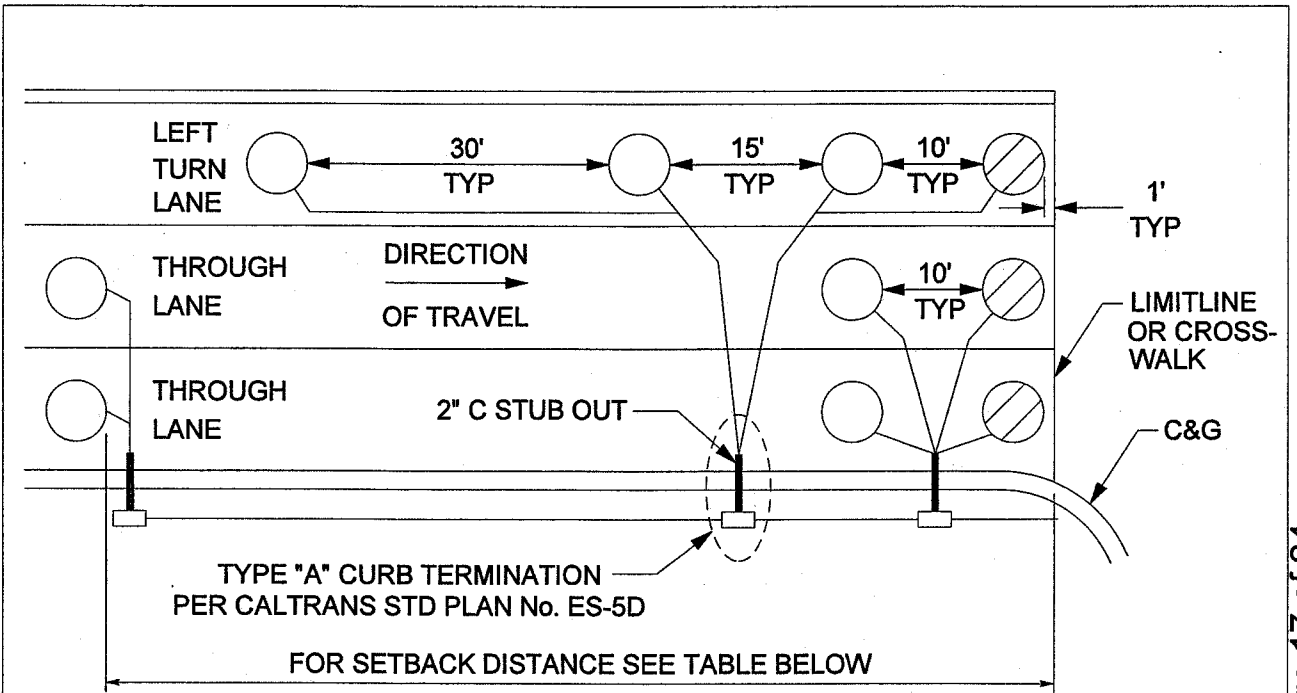 LEFT
TURN
LANE
30'
TYP
15'
TYP
10'
TYP
1'
TYP
THROUGH
LANE
DIRECTION
OF TRAVEL
10'
TYP
LIMITLINE
OR CROSS-
WALK
THROUGH
LANE
2" C STUB OUT
C&G
TYPE "A" CURB TERMINATION
PER CALTRANS STD PLAN No. ES-5D
FOR SETBACK DISTANCE SEE TABLE BELOW